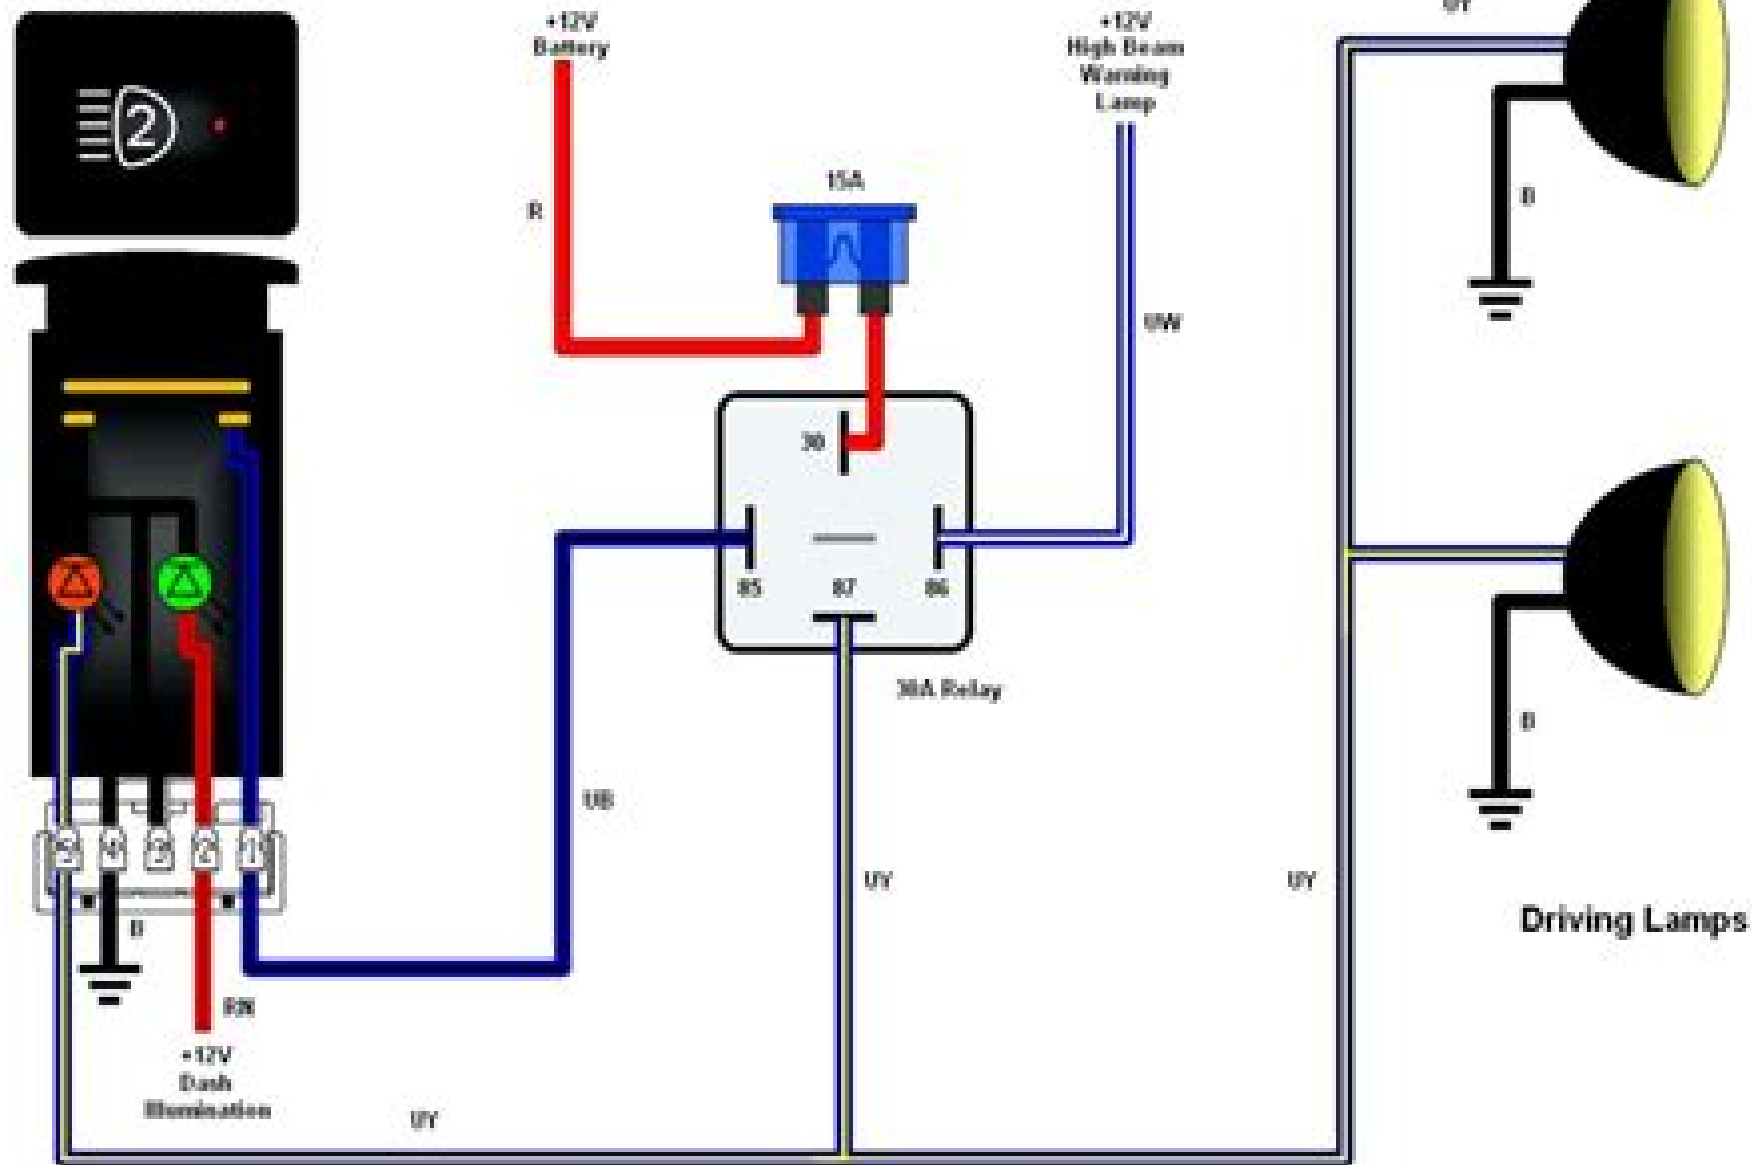 UY
+12V
Battery
+12V
High Beam
Warning
Lamp
2
15A
R
B
UW
30
85
87
86
30A Relay
B
UB
5
4
3
2
1
UY
UY
B
Driving Lamps
RN
+12V
Dash
Illumination
UY